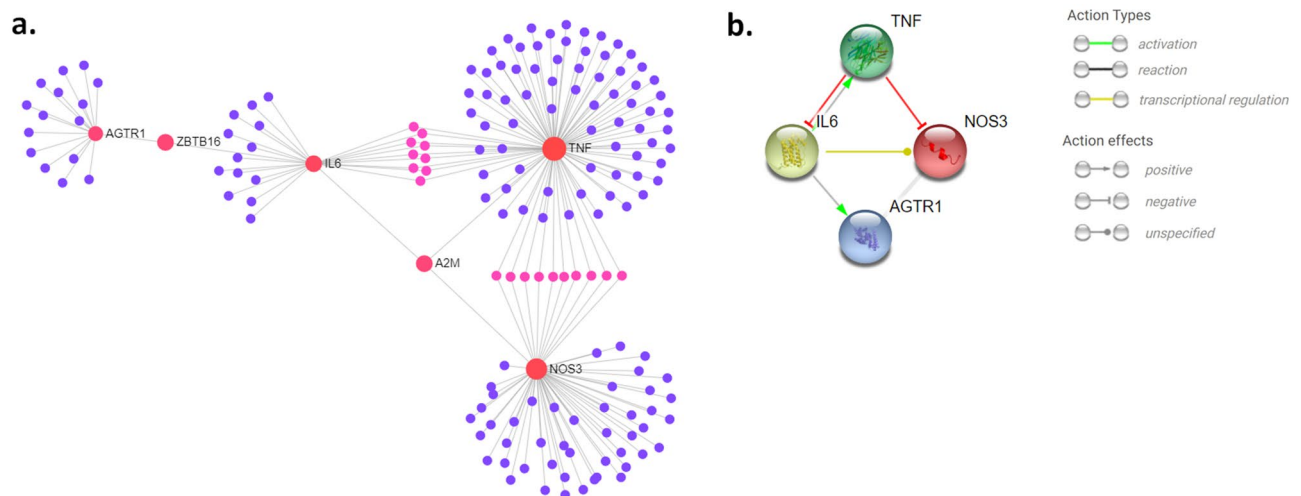 a.
AGTR1
ZBTB16
IL6
TNF
A2M
NOS3
b.
TNF
IL6
NOS3
AGTR1
Action Types
activation
reaction
transcriptional regulation
Action effects
positive
negative
unspecified